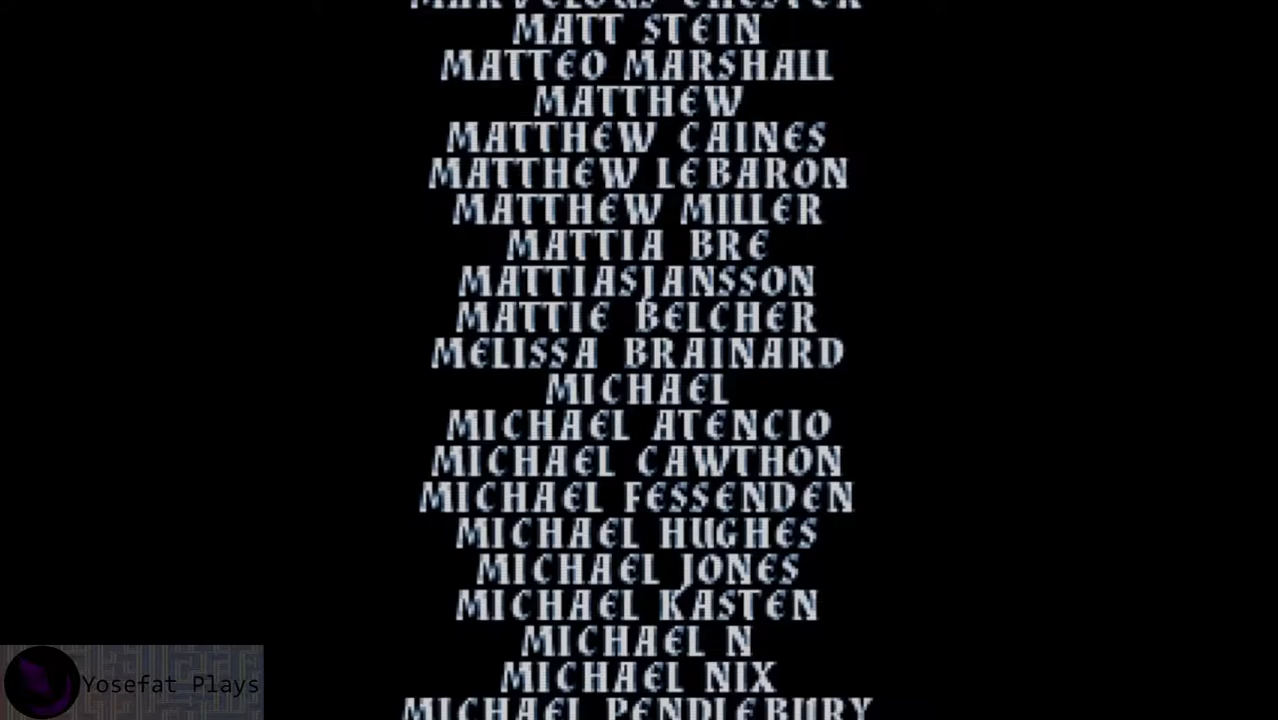 MARVELOUS CHESTER
MATT STEIN
MATTEO MARSHALL
MATTHEW
MATTHEW CAINES
MATTHEW LEBARON
MATTHEW MILLER
MATTIA BRE
MATTIASJANSSON
MATTIE BELCHER
MELISSA BRAINARD
MICHAEL
MICHAEL ATENCIO
MICHAEL CAWTHON
MICHAEL FESSENDEN
MICHAEL HUGHES
MICHAEL JONES
MICHAEL KASTEN
MICHAEL N
MICHAEL NIX
MICHAEL PENDLEBURY
Yosefat Plays